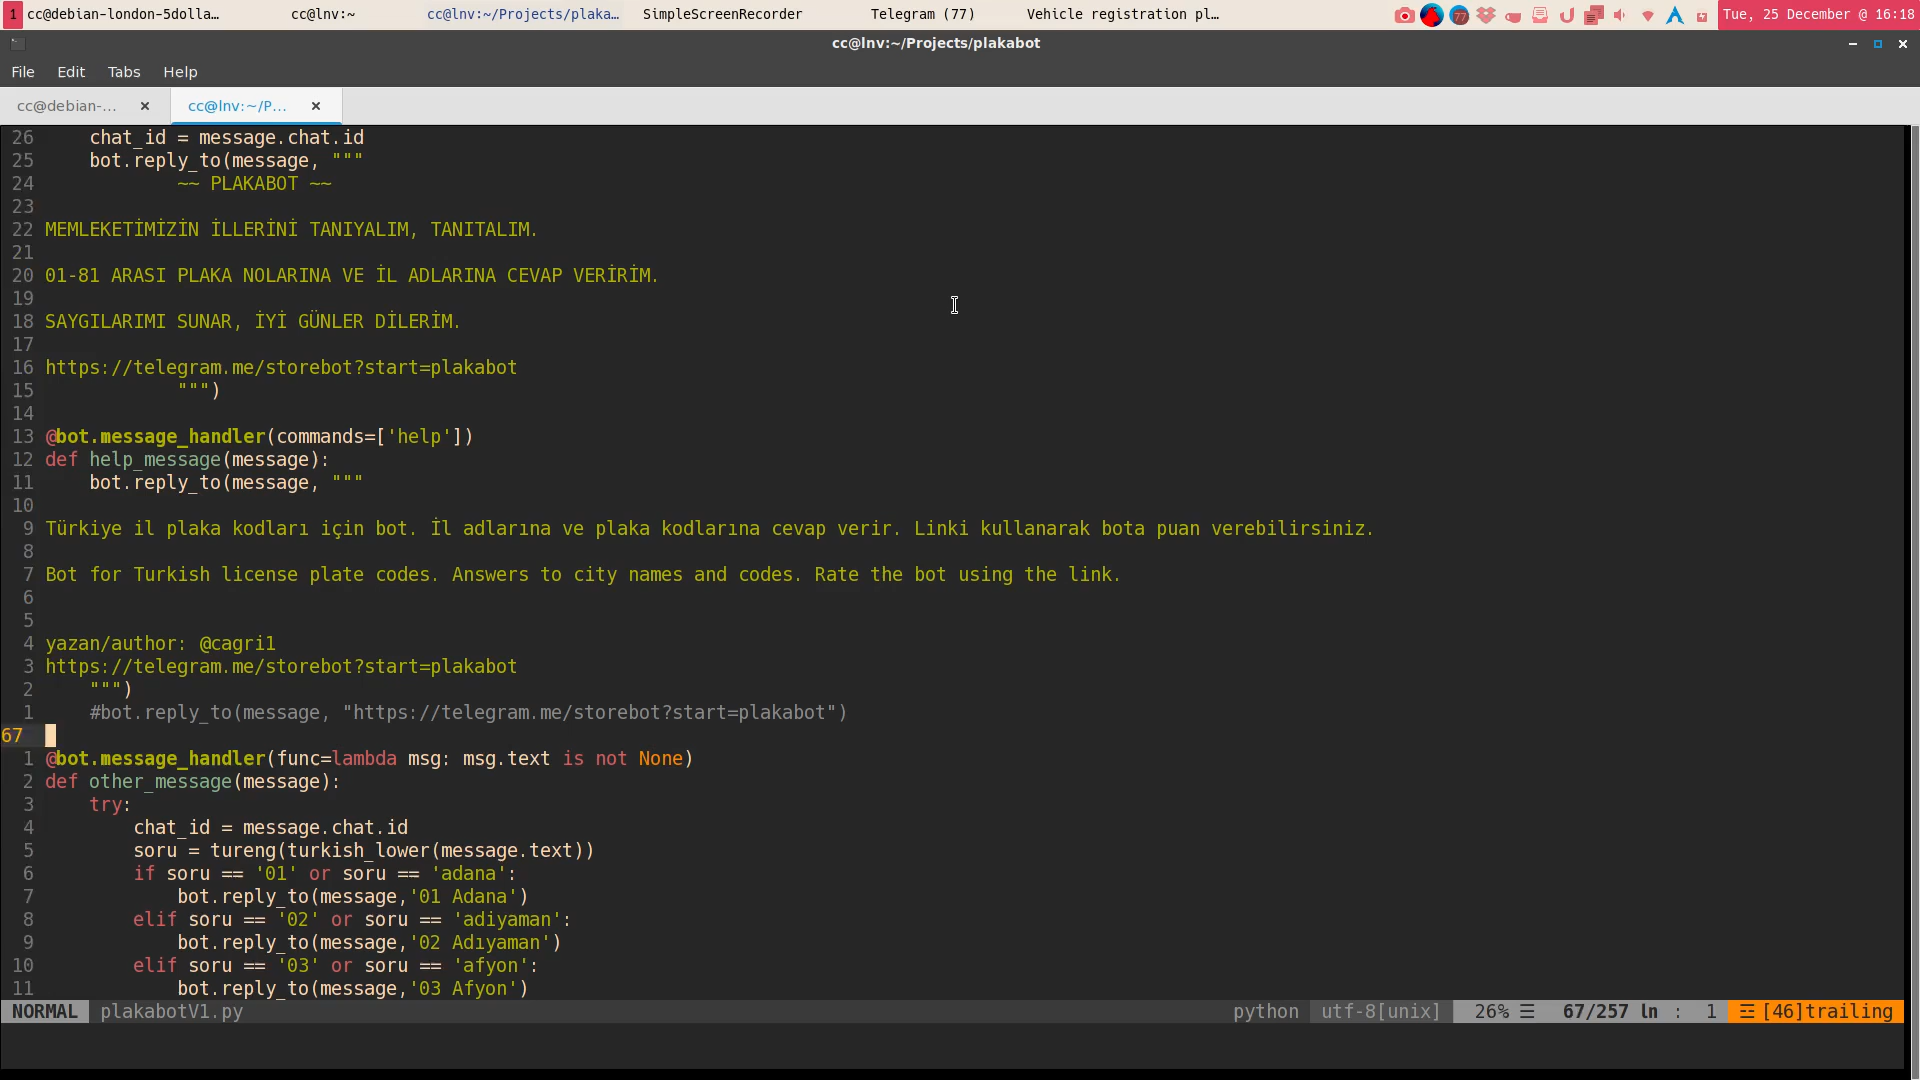 1 cc@debian-london-5dolla… cc@lnv:~ cc@lnv:~/Projects/plaka… SimpleScreenRecorder Telegram (77) Vehicle registration pl… 77 Tue, 25 December @ 16:18
cc@lnv:~/Projects/plakabot
File Edit Tabs Help
cc@debian-… cc@lnv:~/P…
26 chat_id = message.chat.id
25 bot.reply_to(message, """
24 ~~ PLAKABOT ~~
23
22 MEMLEKETİMİZİN İLLERİNİ TANIYALIM, TANITALIM.
21
20 01-81 ARASI PLAKA NOLARINA VE İL ADLARINA CEVAP VERİRİM.
19
18 SAYGILARIMI SUNAR, İYİ GÜNLER DİLERİM.
17
16 https://telegram.me/storebot?start=plakabot
15 """)
14
13 @bot.message_handler(commands=['help'])
12 def help_message(message):
11 bot.reply_to(message, """
10
9 Türkiye il plaka kodları için bot. İl adlarına ve plaka kodlarına cevap verir. Linki kullanarak bota puan verebilirsiniz.
8
7 Bot for Turkish license plate codes. Answers to city names and codes. Rate the bot using the link.
6
5
4 yazan/author: @cagri1
3 https://telegram.me/storebot?start=plakabot
2 """)
1 #bot.reply_to(message, "https://telegram.me/storebot?start=plakabot")
67
1 @bot.message_handler(func=lambda msg: msg.text is not None)
2 def other_message(message):
3 try:
4 chat_id = message.chat.id
5 soru = tureng(turkish_lower(message.text))
6 if soru == '01' or soru == 'adana':
7 bot.reply_to(message,'01 Adana')
8 elif soru == '02' or soru == 'adiyaman':
9 bot.reply_to(message,'02 Adıyaman')
10 elif soru == '03' or soru == 'afyon':
11 bot.reply_to(message,'03 Afyon')
NORMAL plakabotV1.py python utf-8[unix] 26% ☰ 67/257 ln : 1 ☲ [46]trailing